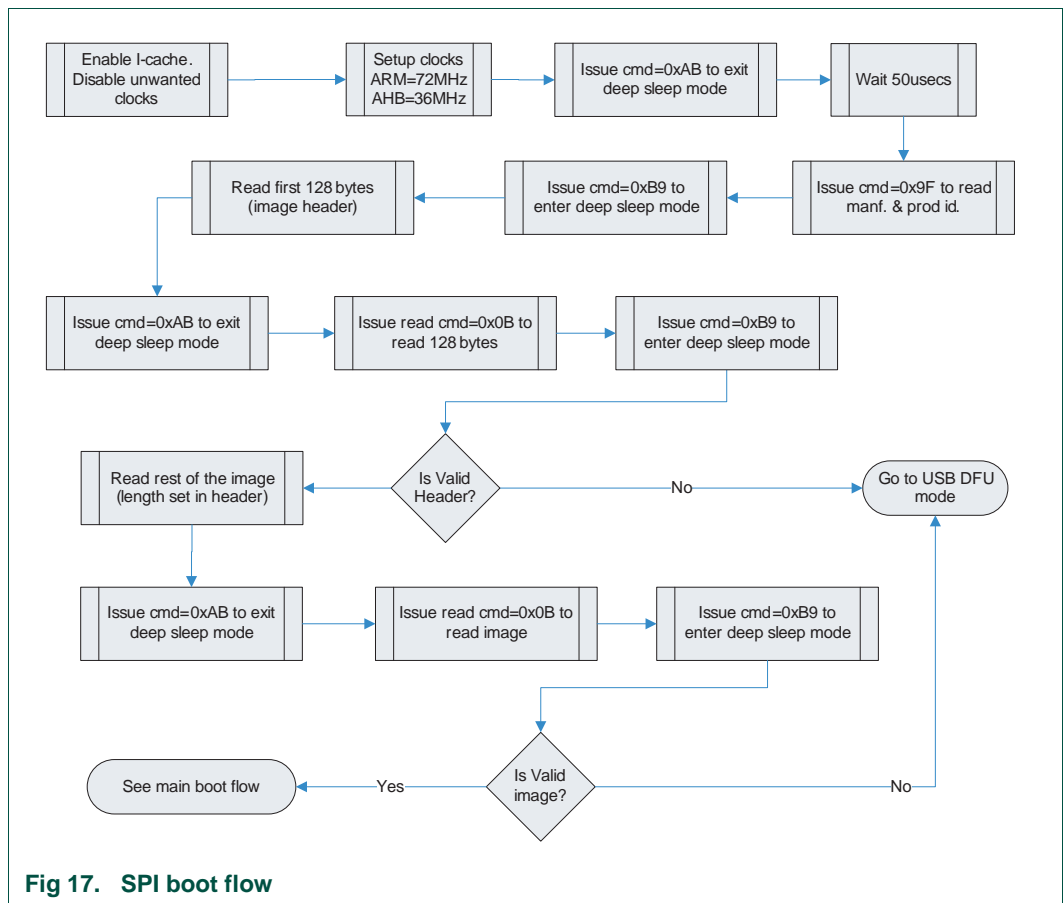 Enable I-cache.
Disable unwanted
clocks
Setup clocks
ARM=72MHz
AHB=36MHz
Issue cmd=0xAB to exit
deep sleep mode
Wait 50usecs
Read first 128 bytes
(image header)
Issue cmd=0xB9 to
enter deep sleep mode
Issue cmd=0x9F to read
manf. & prod id.
Issue cmd=0xAB to exit
deep sleep mode
Issue read cmd=0x0B to
read 128 bytes
Issue cmd=0xB9 to
enter deep sleep mode
Read rest of the image
(length set in header)
Is Valid
Header?
No
Go to USB DFU
mode
Issue cmd=0xAB to exit
deep sleep mode
Issue read cmd=0x0B to
read image
Issue cmd=0xB9 to
enter deep sleep mode
See main boot flow
Yes
Is Valid
image?
No
Fig 17. SPI boot flow